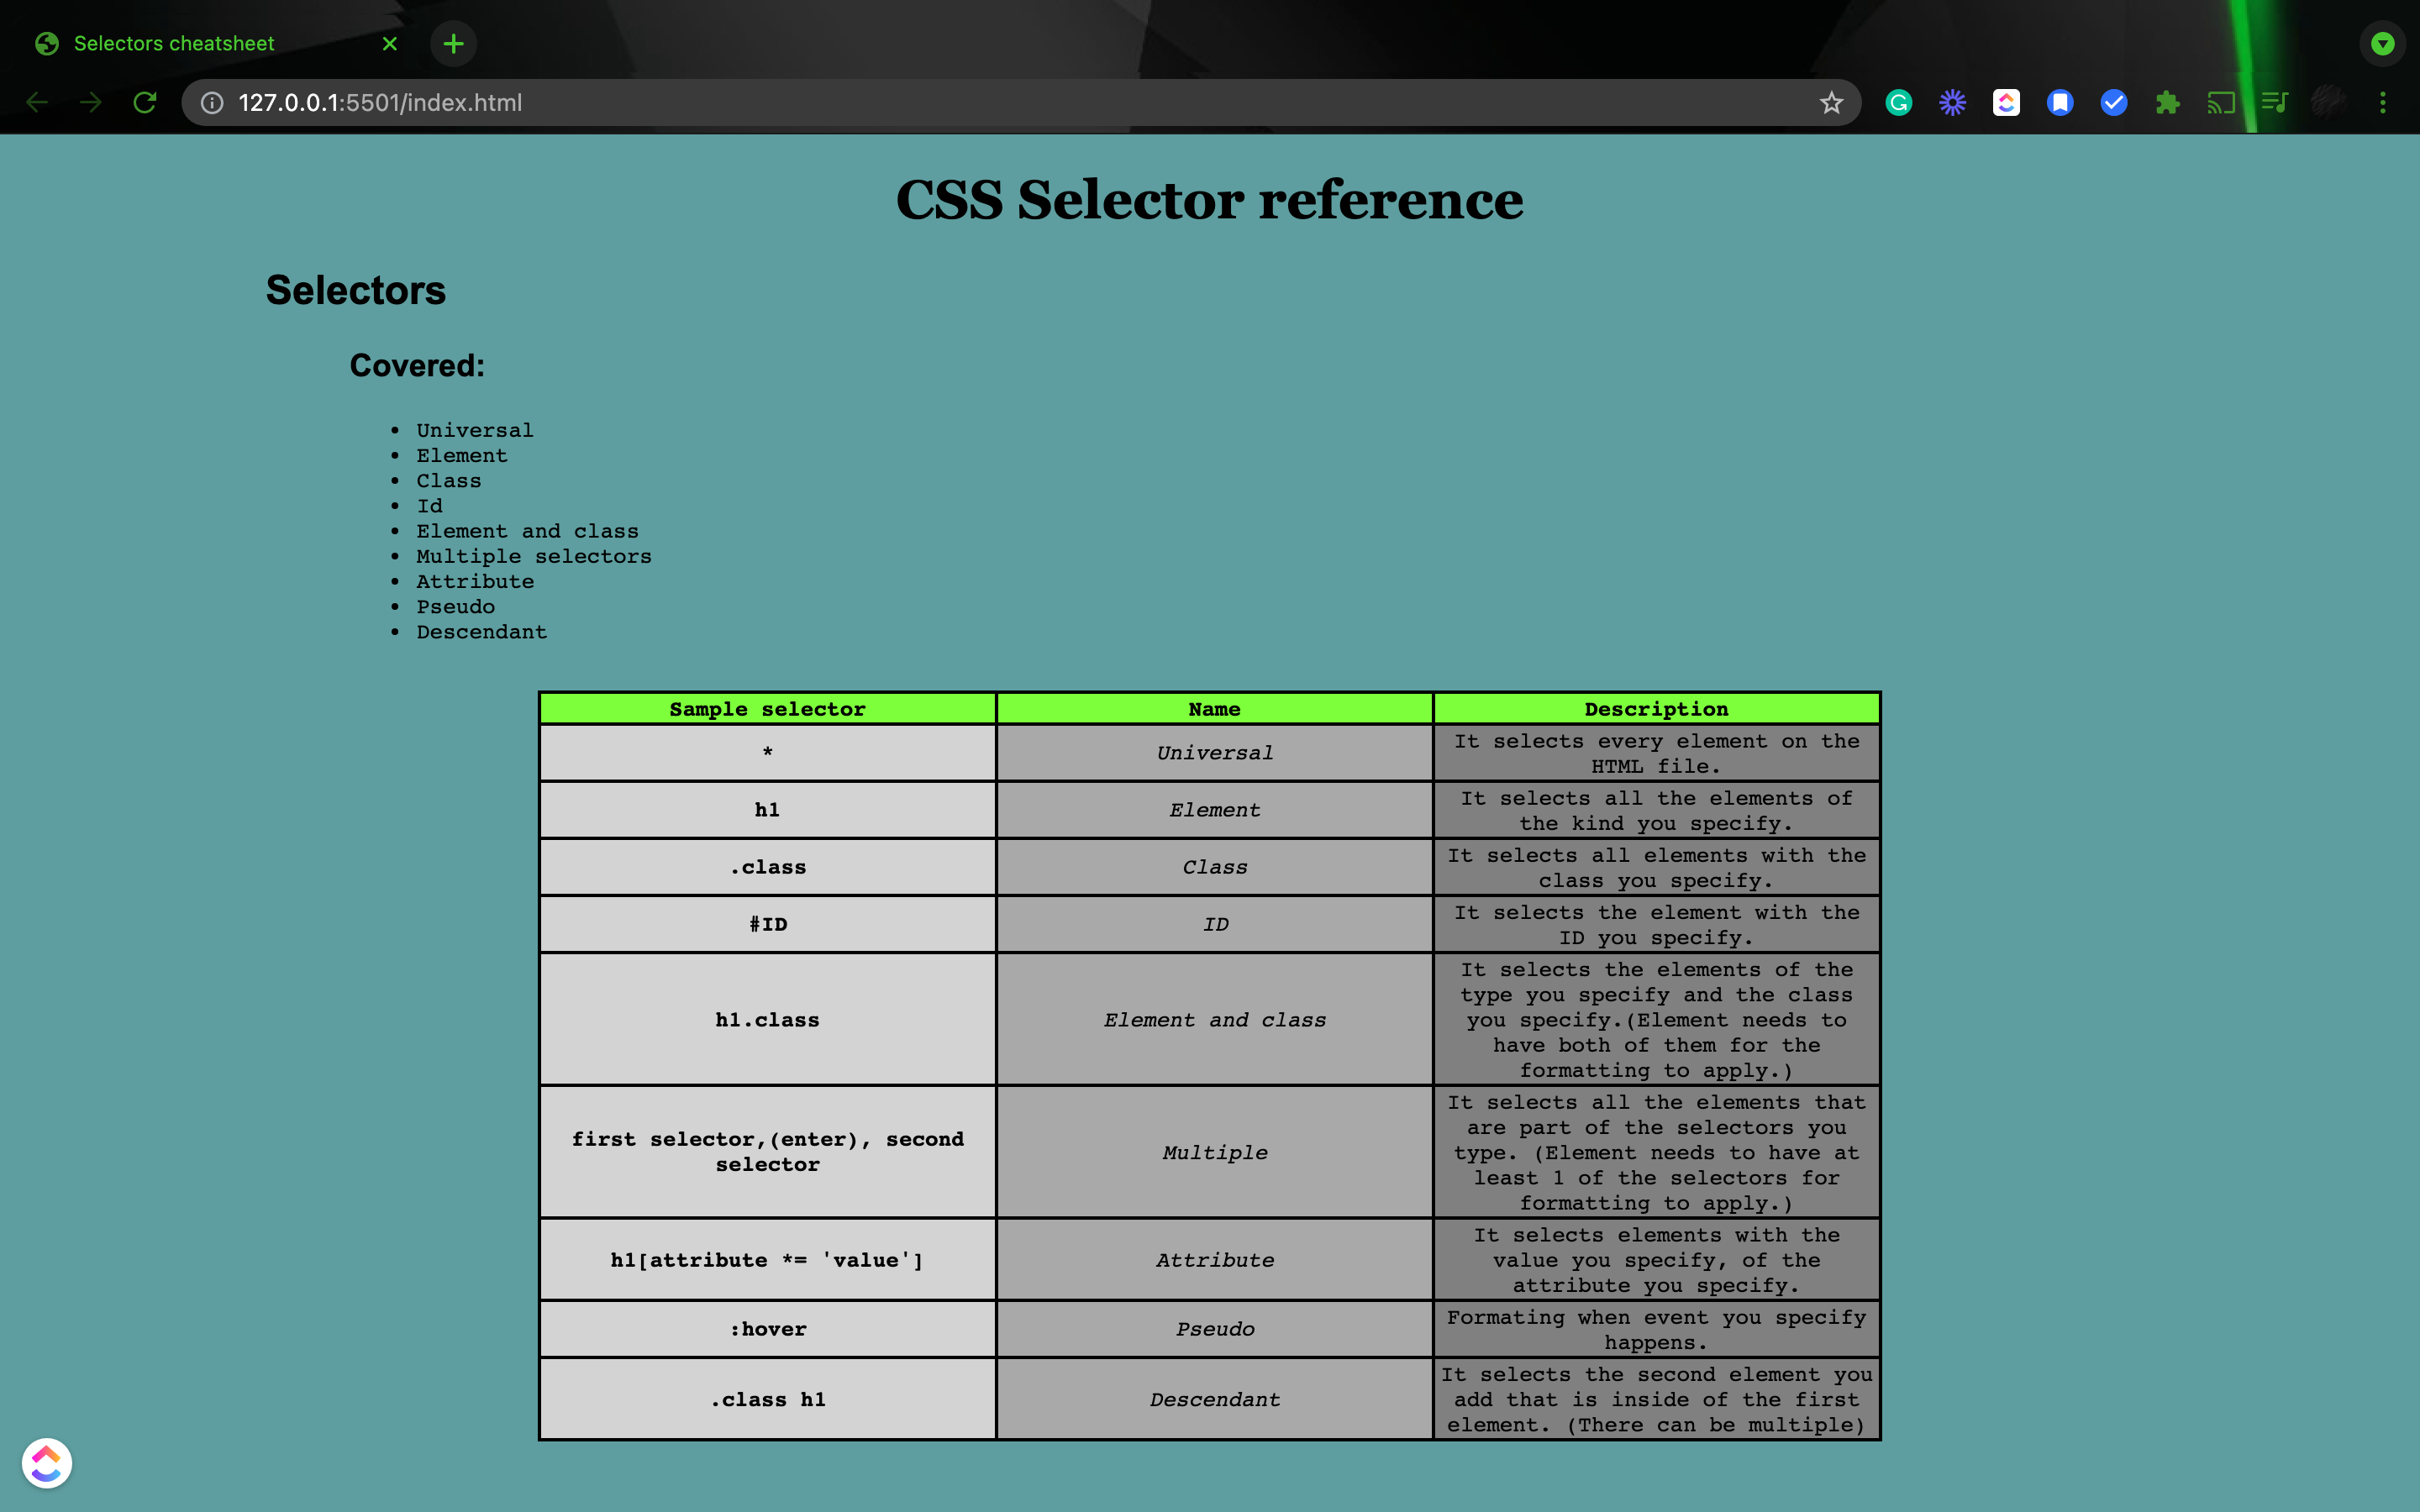 Selectors cheatsheet
127.0.0.1:5501/index.html
CSS Selector reference
Selectors
Covered:
Universal
Element
Class
Id
Element and class
Multiple selectors
Attribute
Pseudo
Descendant
Sample selector Name Description
* Universal It selects every element on the
HTML file.
h1 Element It selects all the elements of
the kind you specify.
.class Class It selects all elements with the
class you specify.
#ID ID It selects the element with the
ID you specify.
h1.class Element and class It selects the elements of the
type you specify and the class
you specify.(Element needs to
have both of them for the
formatting to apply.)
first selector,(enter), second
selector
Multiple
It selects all the elements that
are part of the selectors you
type. (Element needs to have at
least 1 of the selectors for
formatting to apply.)
h1[attribute *= 'value'] Attribute It selects elements with the
value you specify, of the
attribute you specify.
:hover Pseudo Formating when event you specify
happens.
.class h1 Descendant It selects the second element you
add that is inside of the first
element. (There can be multiple)